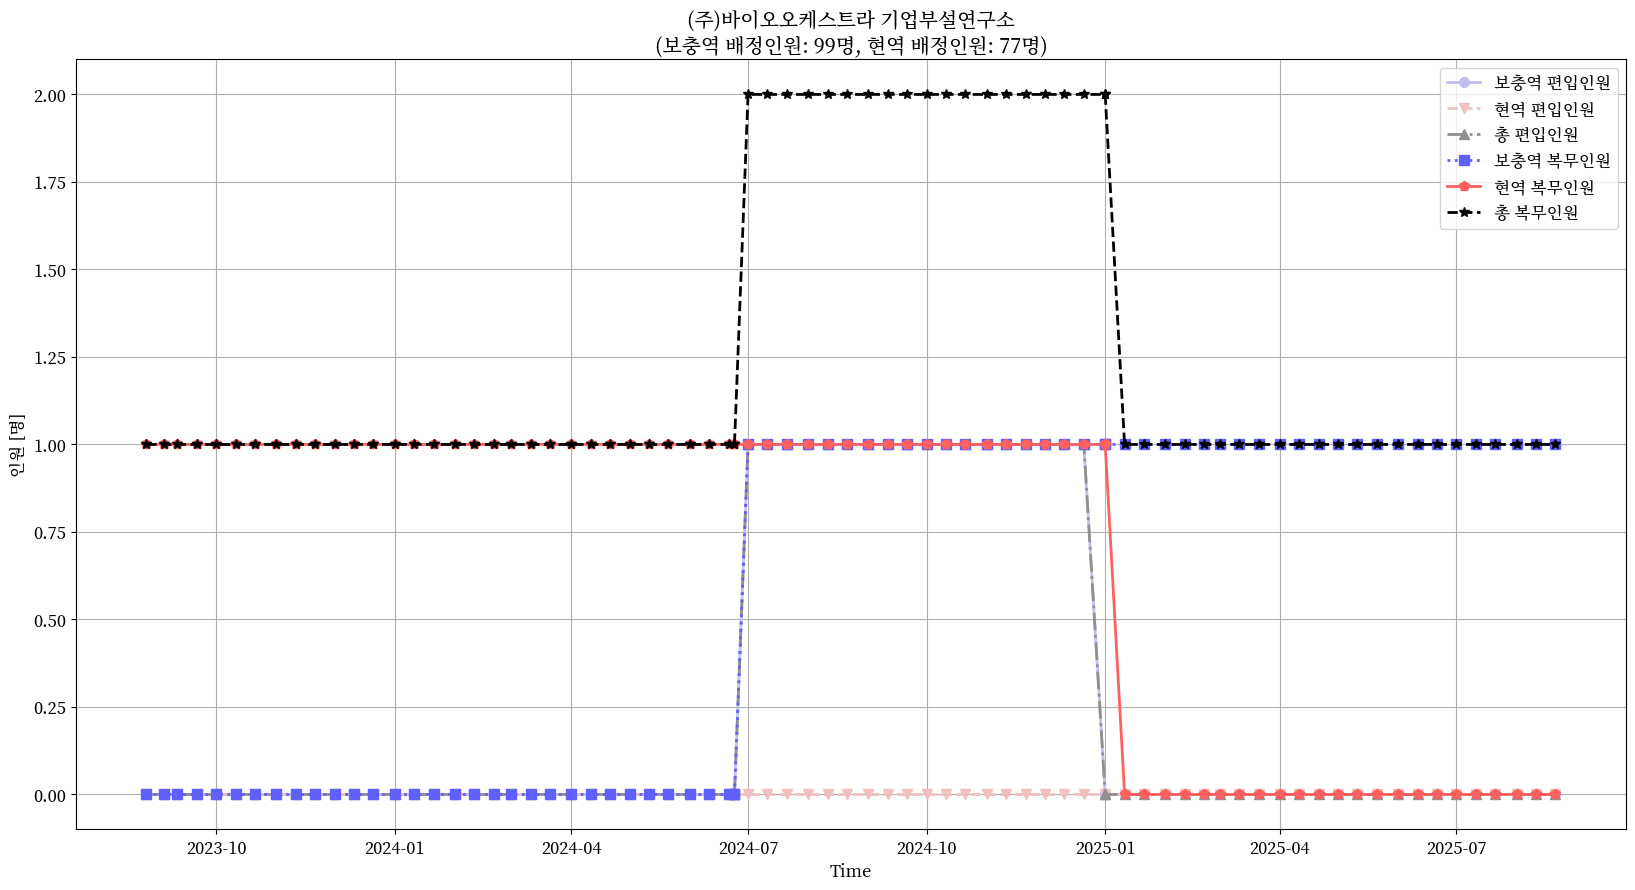 (주)바이오오케스트라 기업부설연구소
(보충역 배정인원: 99명, 현역 배정인원: 77명)
보충역 편입인원
현역 편입인원
총 편입인원
보충역 복무인원
현역 복무인원
총 복무인원
2.00
1.75
1.50
1.25
1.00
0.75
0.50
0.25
0.00
인원 [명]
2023-10
2024-01
2024-04
2024-07
2024-10
2025-01
2025-04
2025-07
Time